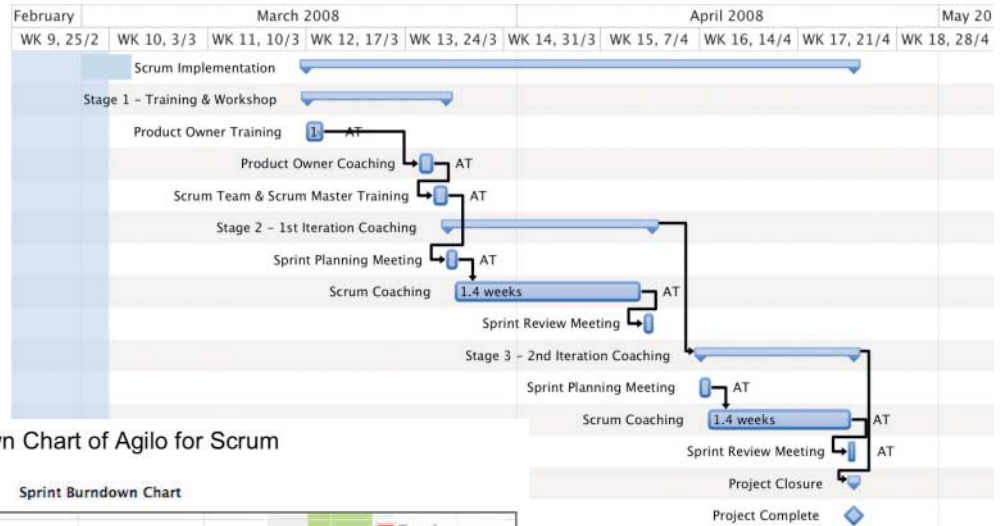 February March 2008 April 2008 May 20
WK 9, 25/2 WK 10, 3/3 WK 11, 10/3 WK 12, 17/3 WK 13, 24/3 WK 14, 31/3 WK 15, 7/4 WK 16, 14/4 WK 17, 21/4 WK 18, 28/4
Scrum Implementation
Stage 1 – Training & Workshop
Product Owner Training 1 AT
Product Owner Coaching AT
Scrum Team & Scrum Master Training AT
Stage 2 – 1st Iteration Coaching
Sprint Planning Meeting AT
Scrum Coaching 1.4 weeks AT
Sprint Review Meeting
Stage 3 – 2nd Iteration Coaching
Sprint Planning Meeting AT
Scrum Coaching 1.4 weeks AT
Sprint Review Meeting AT
Project Closure
Project Complete
n Chart of Agilo for Scrum
Sprint Burndown Chart